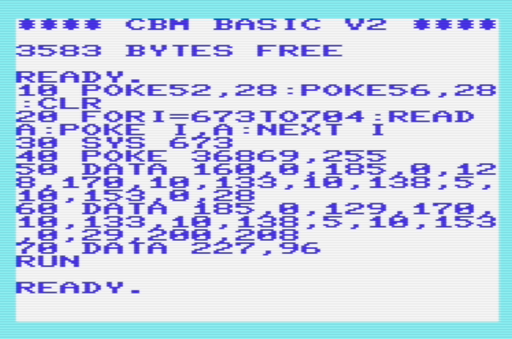 **** CBM BASIC V2 ****
3583 BYTES FREE
READY.
10 POKE52,28:POKE56,28
:CLR
20 FORI=673TO704:READ
A:POKE I,A:NEXT I
30 SYS 673
40 POKE 36869,255
50 DATA 160,0,185,0,12
8,170,10,133,10,138,5,
10,153,0,28
60 DATA 185,0,129,170,
10,133,10,138,5,10,153
,0,29,200,208
70 DATA 227,96
RUN
READY.